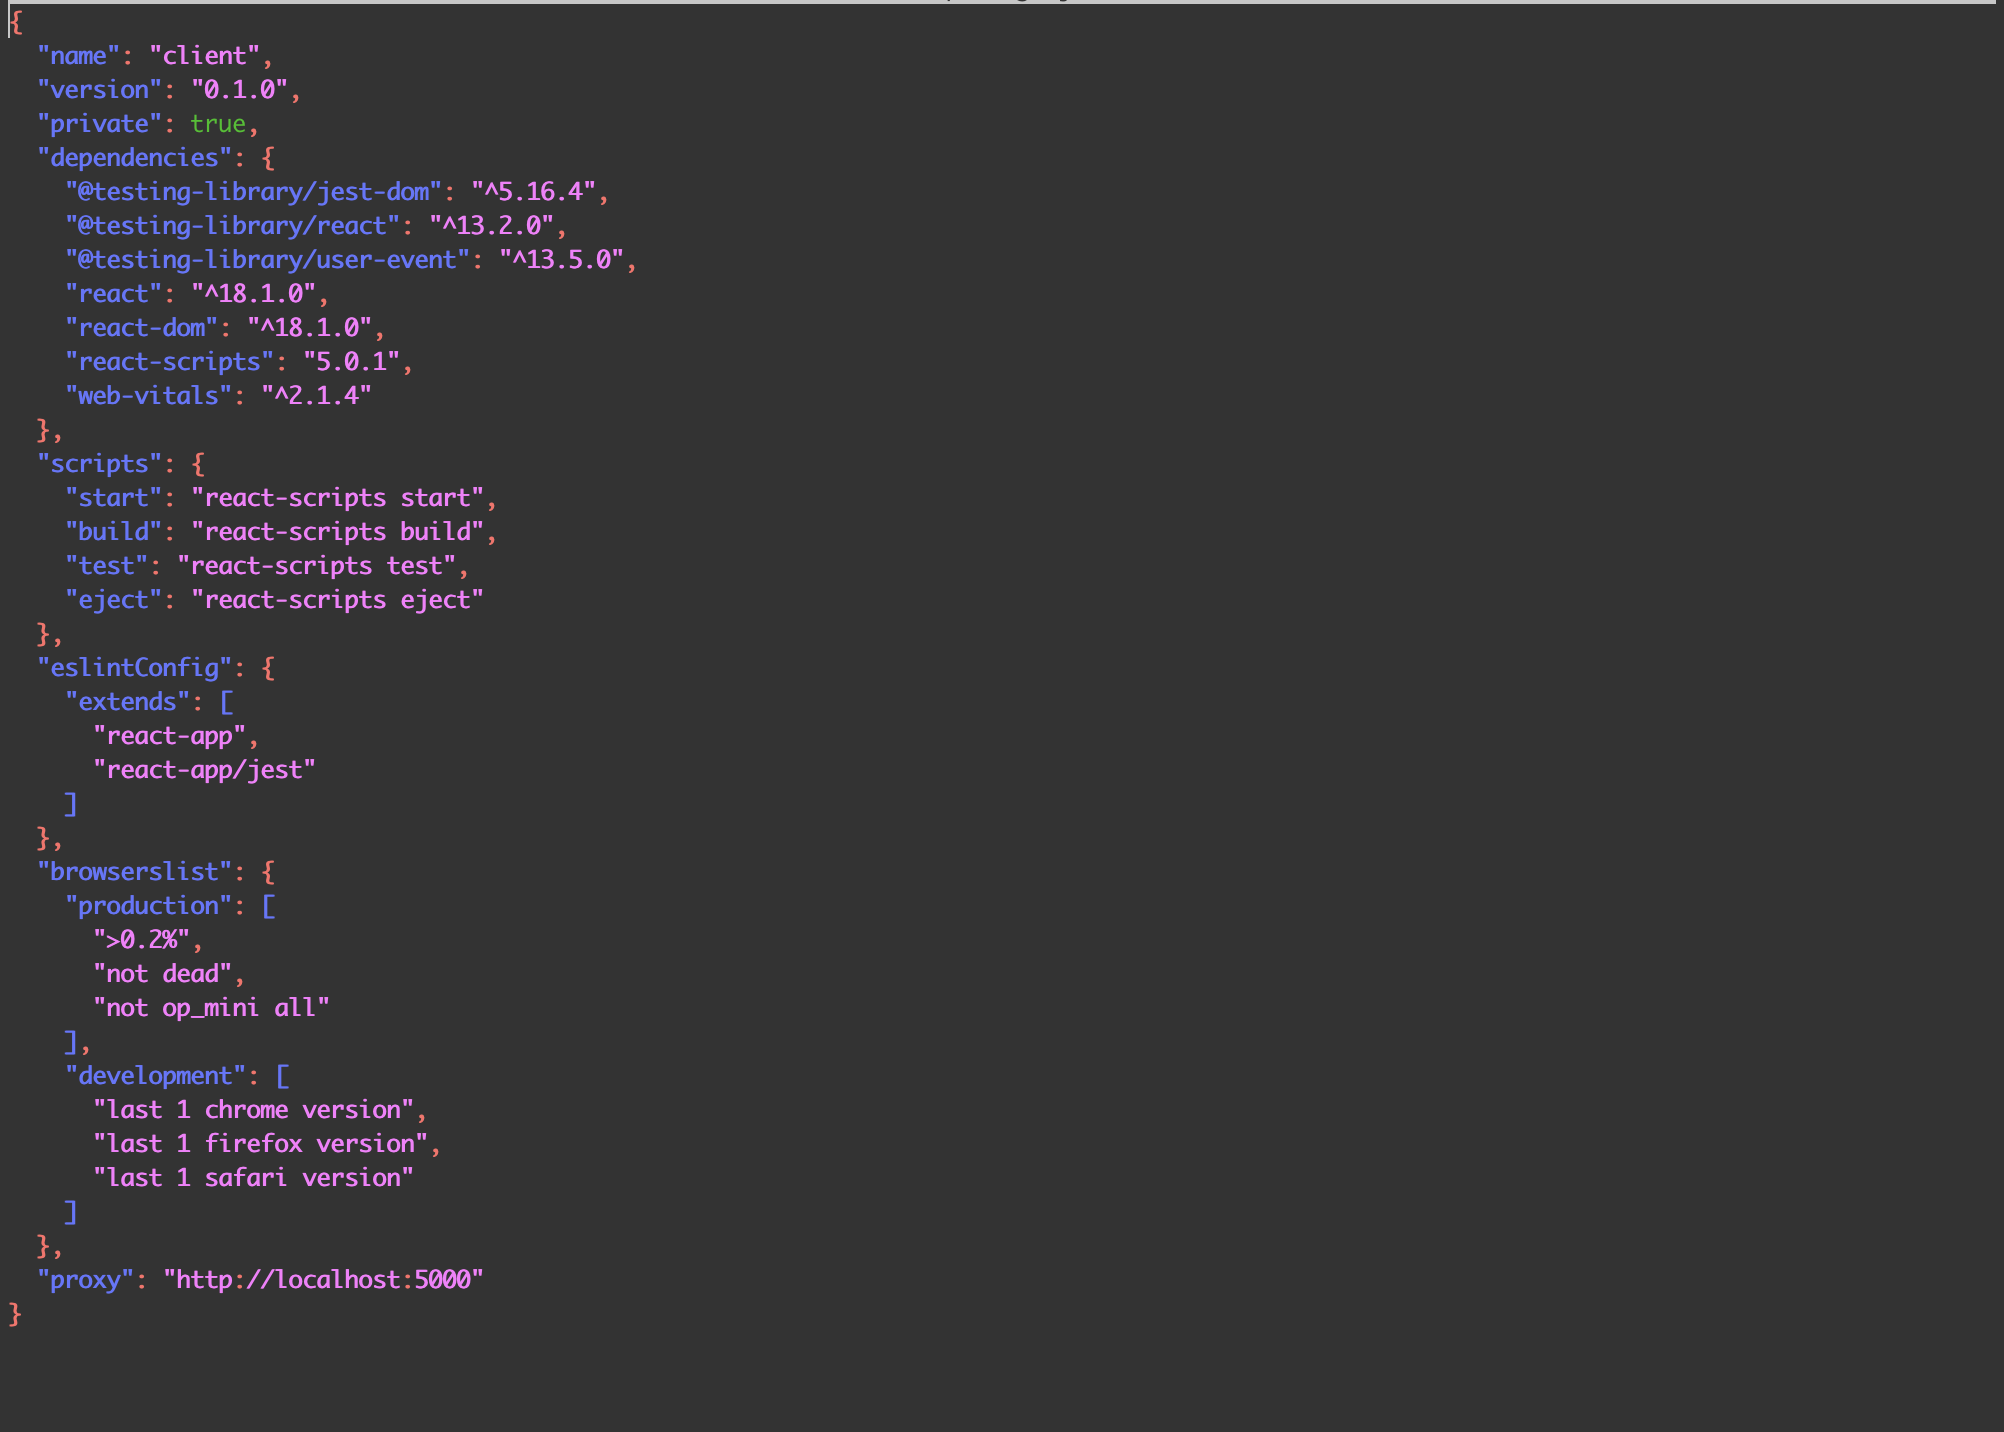 {
  "name": "client",
  "version": "0.1.0",
  "private": true,
  "dependencies": {
    "@testing-library/jest-dom": "^5.16.4",
    "@testing-library/react": "^13.2.0",
    "@testing-library/user-event": "^13.5.0",
    "react": "^18.1.0",
    "react-dom": "^18.1.0",
    "react-scripts": "5.0.1",
    "web-vitals": "^2.1.4"
  },
  "scripts": {
    "start": "react-scripts start",
    "build": "react-scripts build",
    "test": "react-scripts test",
    "eject": "react-scripts eject"
  },
  "eslintConfig": {
    "extends": [
      "react-app",
      "react-app/jest"
    ]
  },
  "browserslist": {
    "production": [
      ">0.2%",
      "not dead",
      "not op_mini all"
    ],
    "development": [
      "last 1 chrome version",
      "last 1 firefox version",
      "last 1 safari version"
    ]
  },
  "proxy": "http://localhost:5000"
}